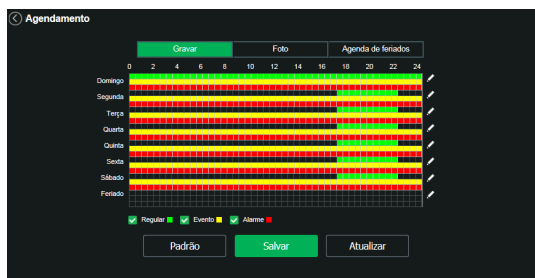 Agendamento
Gravar Foto Agenda de feriados
0 2 4 6 8 10 12 14 16 18 20 22 24
Domingo
Segunda
Terça
Quarta
Quinta
Sexta
Sábado
Feriado
Regular Evento Alarme
Padrão Salvar Atualizar